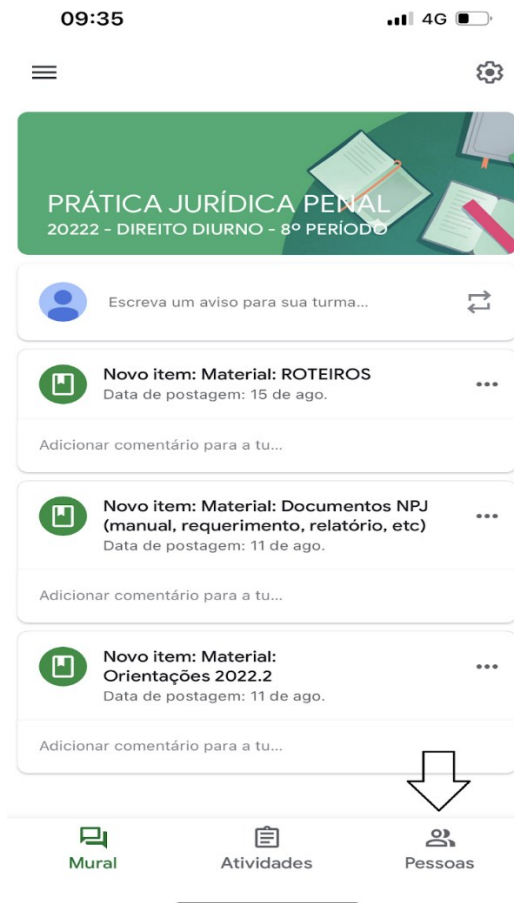 09:35
4G
PRÁTICA JURÍDICA PENAL
20222 - DIREITO DIURNO - 8º PERÍODO
Escreva um aviso para sua turma...
Novo item: Material: ROTEIROS
Data de postagem: 15 de ago.
Adicionar comentário para a tu...
Novo item: Material: Documentos NPJ
(manual, requerimento, relatório, etc)
Data de postagem: 11 de ago.
Adicionar comentário para a tu...
Novo item: Material:
Orientações 2022.2
Data de postagem: 11 de ago.
Adicionar comentário para a tu...
Mural
Atividades
Pessoas